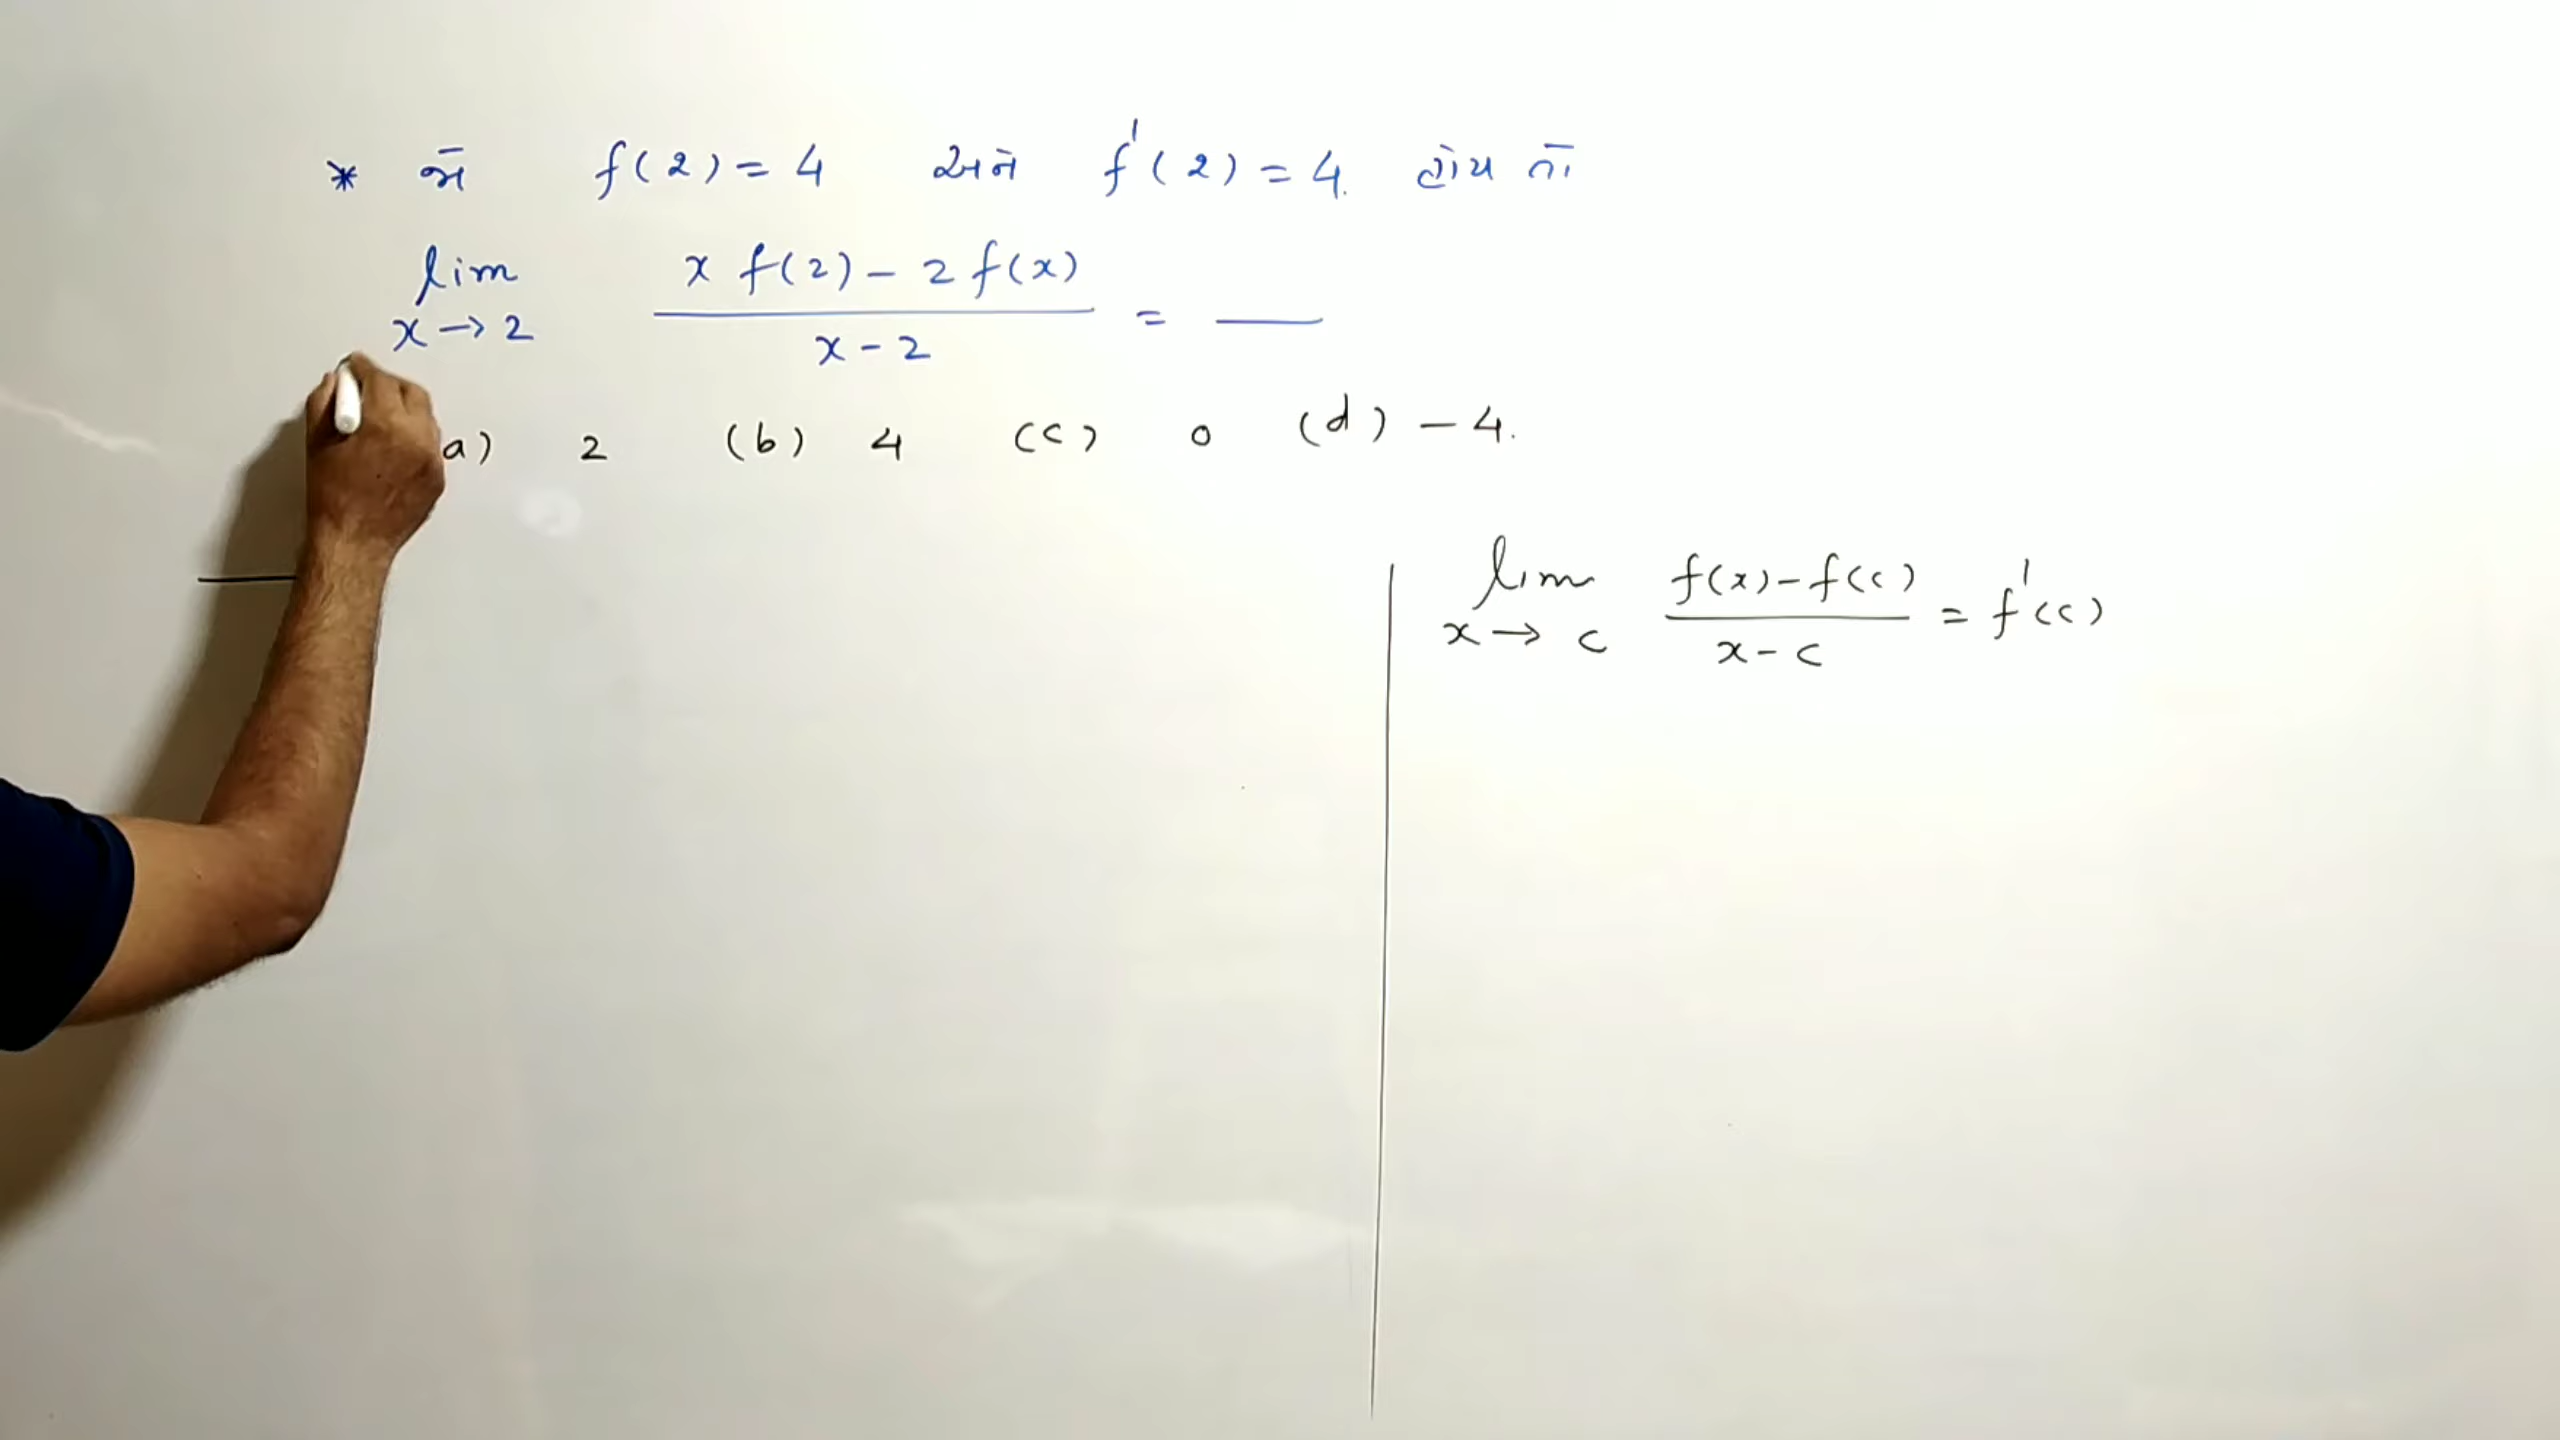 * જો f(2) = 4 અને f'(2) = 4. હોય તો
lim x→2 (x f(2) - 2 f(x)) / (x - 2) = ___
a) 2 (b) 4 (c) 0 (d) -4.
lim x→c (f(x) - f(c)) / (x - c) = f'(c)